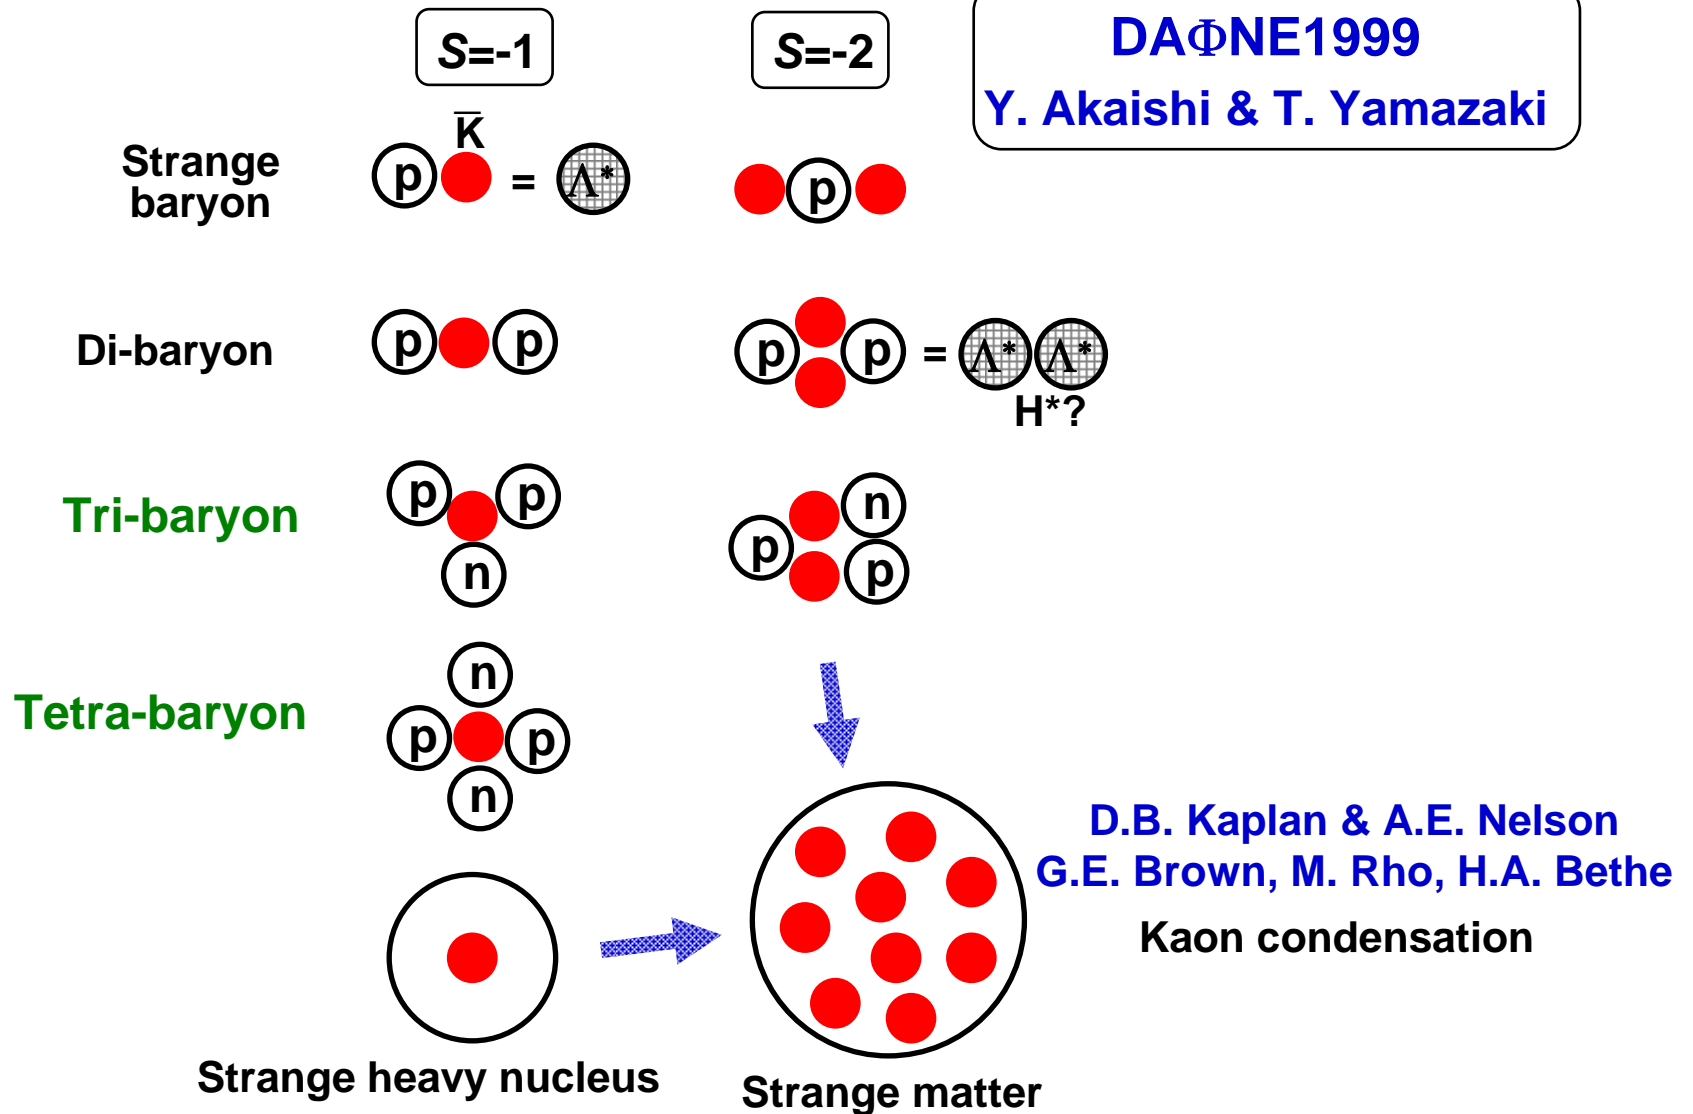 S=-1
S=-2
DAΦNE1999
Y. Akaishi & T. Yamazaki
Strange
baryon
K̅
p = Λ*
p
Di-baryon
p p
p p = Λ* Λ*
H*?
Tri-baryon
p p
n
n
p p
Tetra-baryon
n
p p
n
D.B. Kaplan & A.E. Nelson
G.E. Brown, M. Rho, H.A. Bethe
Kaon condensation
Strange heavy nucleus
Strange matter